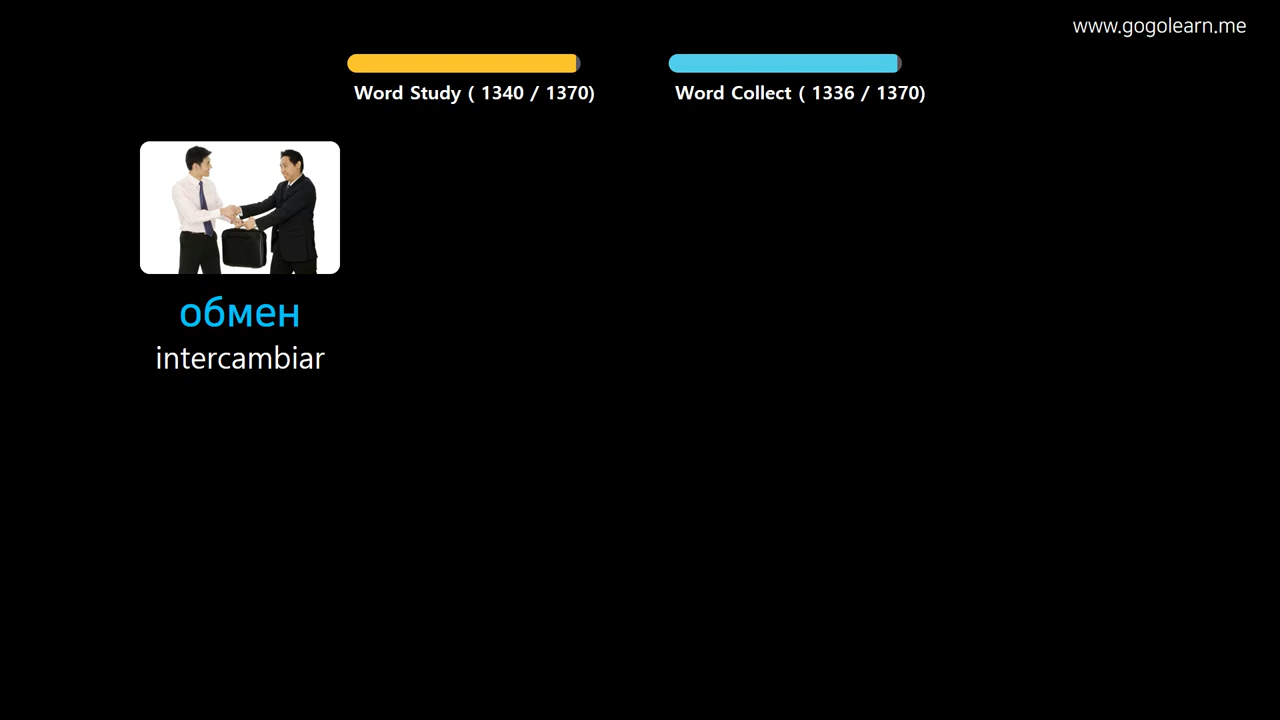 www.gogolearn.me
Word Study ( 1340 / 1370)
Word Collect ( 1336 / 1370)
обмен
intercambiar